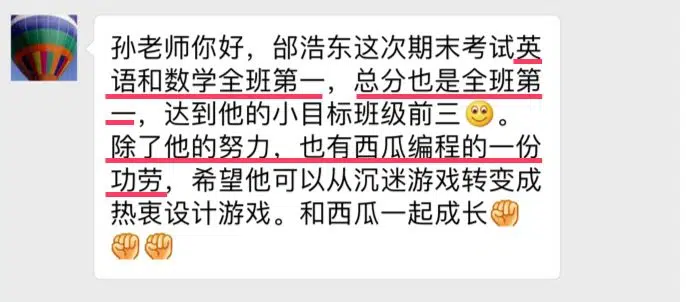 孙老师你好，邰浩东这次期末考试英
语和数学全班第一，总分也是全班第
一，达到他的小目标班级前三🙂。
除了他的努力，也有西瓜编程的一份
功劳，希望他可以从沉迷游戏转变成
热衷设计游戏。和西瓜一起成长✊
✊✊